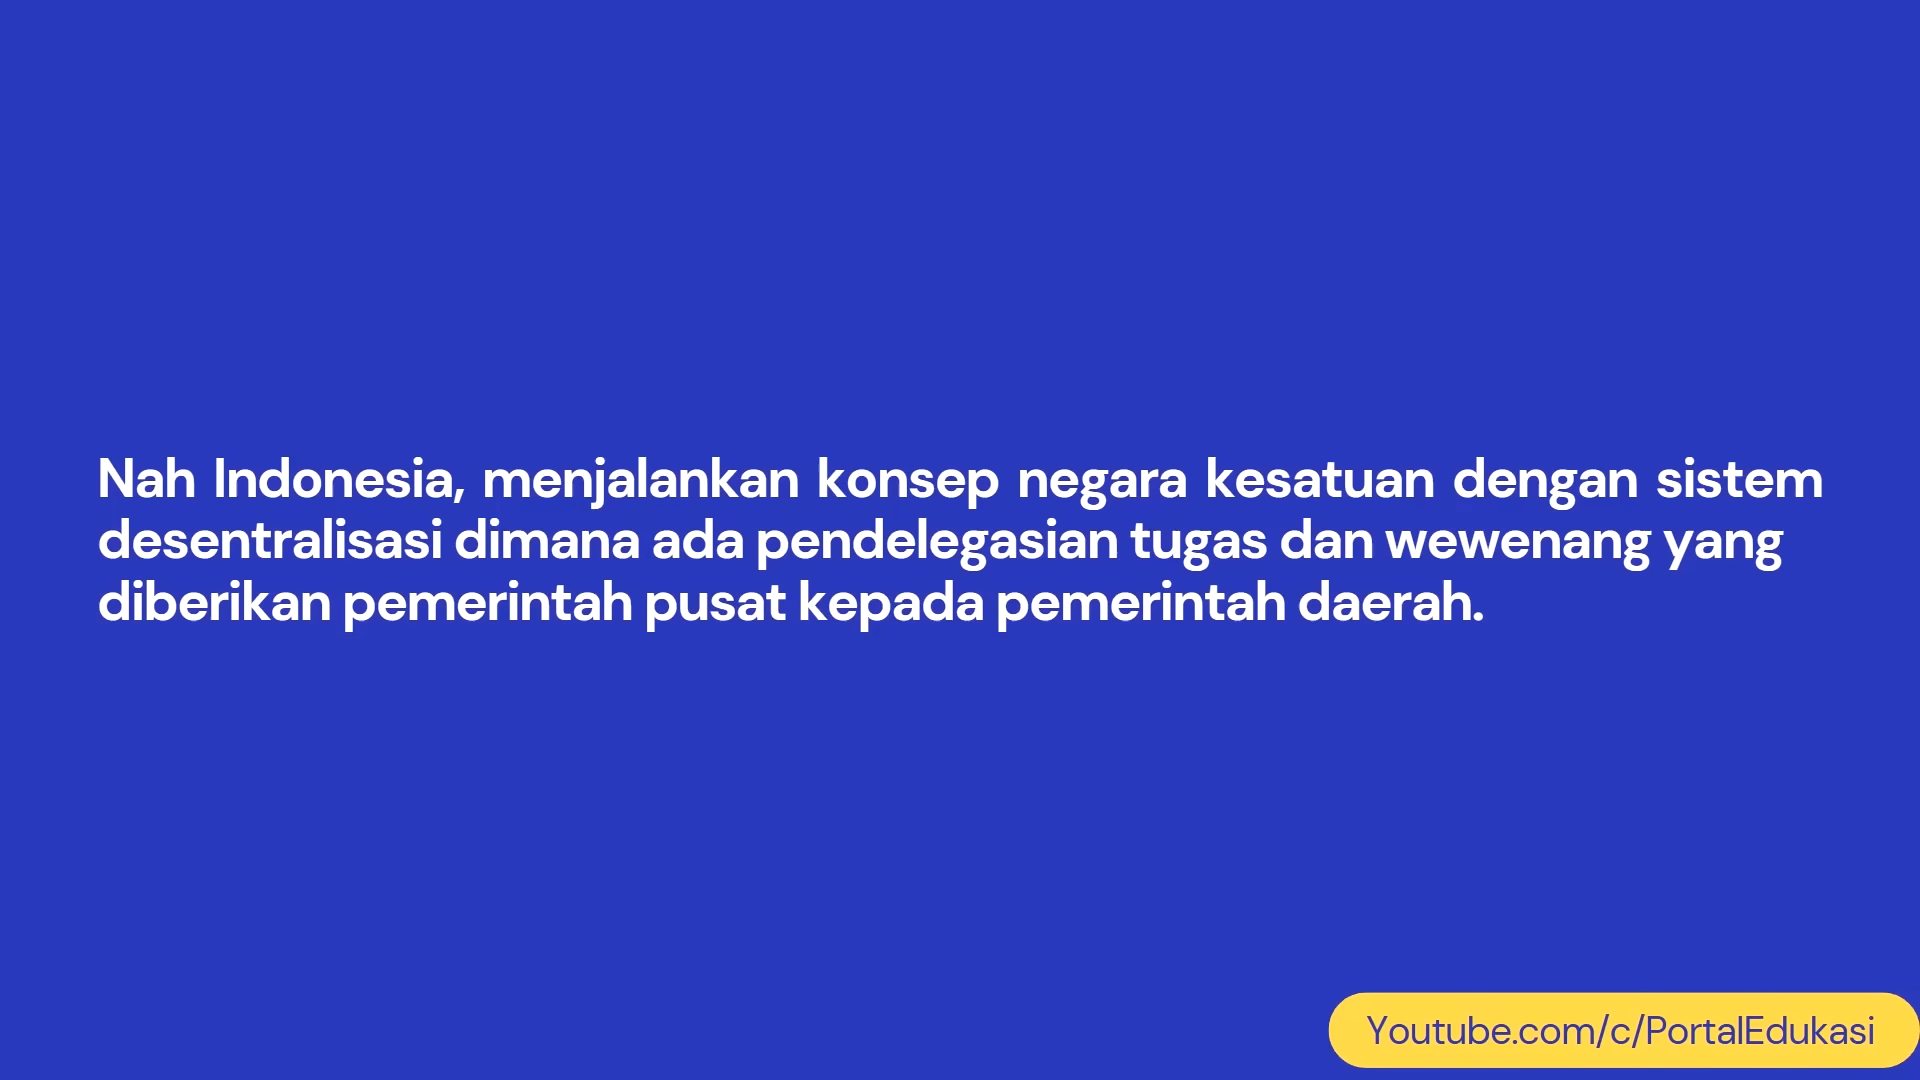 Nah Indonesia, menjalankan konsep negara kesatuan dengan sistem
desentralisasi dimana ada pendelegasian tugas dan wewenang yang
diberikan pemerintah pusat kepada pemerintah daerah.
Youtube.com/c/PortalEdukasi